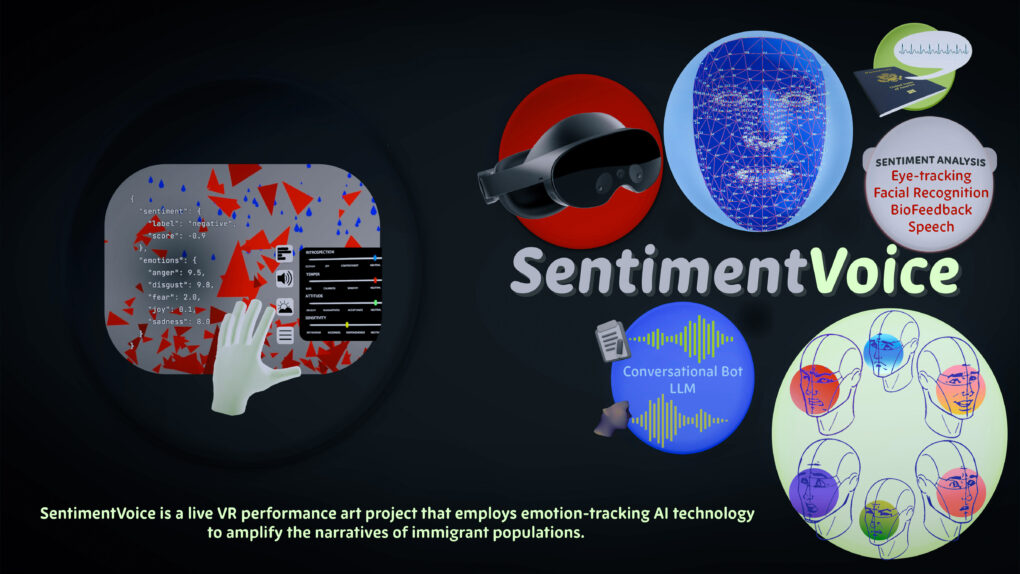 {
"sentiment": {
"label": "negative",
"score": -0.9
},
"emotions": {
"anger": 9.5,
"disgust": 9.8,
"fear": 2.0,
"joy": 0.1,
"sadness": 8.0
}
}
INTROSPECTION
TEMPER
ATTITUDE
SENSITIVITY
SENTIMENT ANALYSIS
Eye-tracking
Facial Recognition
BioFeedback
Speech
SentimentVoice
Conversational Bot
LLM
SentimentVoice is a live VR performance art project that employs emotion-tracking AI technology
to amplify the narratives of immigrant populations.